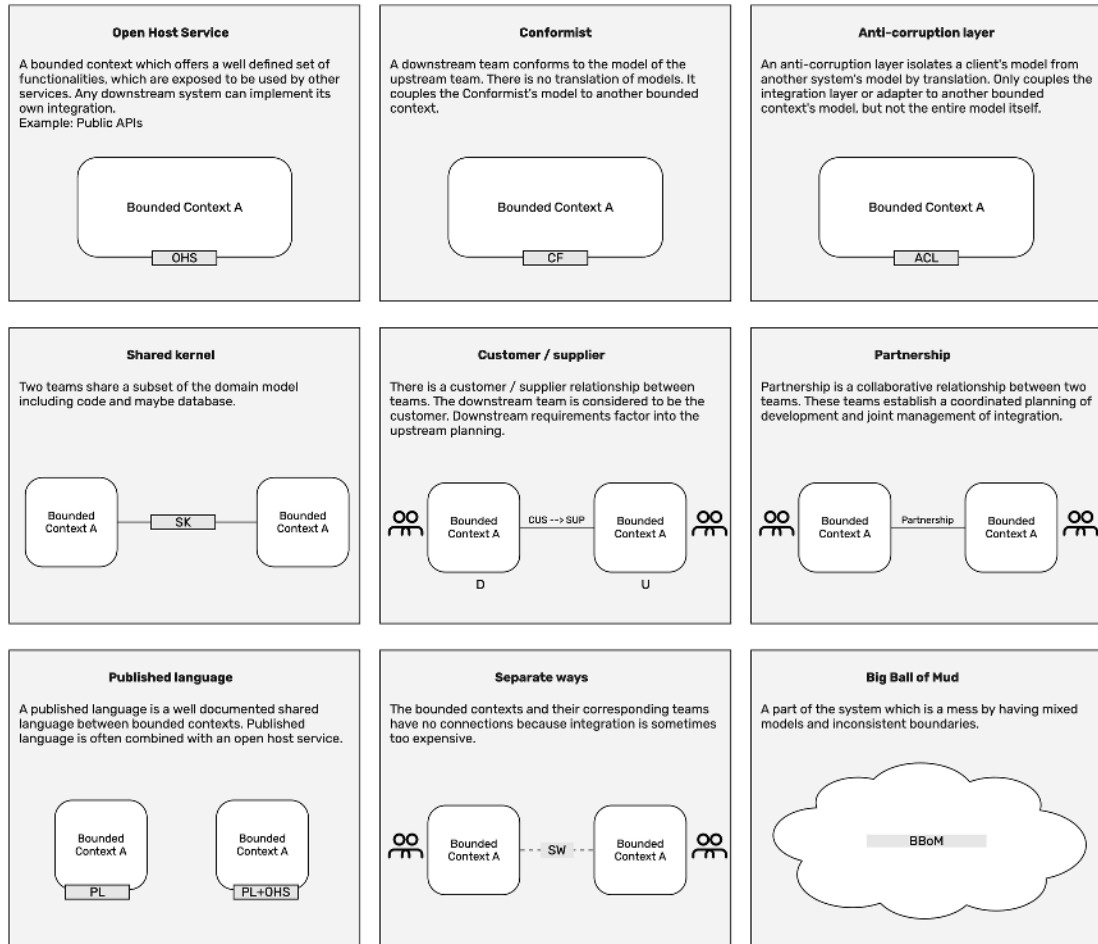 Open Host Service
A bounded context which offers a well defined set of
functionalities, which are exposed to be used by other
services. Any downstream system can implement its
own integration.
Example: Public APIs
Bounded Context A
OHS
Conformist
A downstream team conforms to the model of the
upstream team. There is no translation of models. It
couples the Conformist's model to another bounded
context.
Bounded Context A
CF
Anti-corruption layer
An anti-corruption layer isolates a client's model from
another system's model by translation. Only couples the
integration layer or adapter to another bounded
context's model, but not the entire model itself.
Bounded Context A
ACL
Shared kernel
Two teams share a subset of the domain model
including code and maybe database.
Bounded
Context A
SK
Bounded
Context A
Customer / supplier
There is a customer / supplier relationship between
teams. The downstream team is considered to be the
customer. Downstream requirements factor into the
upstream planning.
Bounded
Context A
CUS --> SUP
Bounded
Context A
D
U
Partnership
Partnership is a collaborative relationship between two
teams. These teams establish a coordinated planning of
development and joint management of integration.
Bounded
Context A
Partnership
Bounded
Context A
Published language
A published language is a well documented shared
language between bounded contexts. Published
language is often combined with an open host service.
Bounded
Context A
PL
Bounded
Context A
PL+OHS
Separate ways
The bounded contexts and their corresponding teams
have no connections because integration is sometimes
too expensive.
Bounded
Context A
SW
Bounded
Context A
Big Ball of Mud
A part of the system which is a mess by having mixed
models and inconsistent boundaries.
BBoM